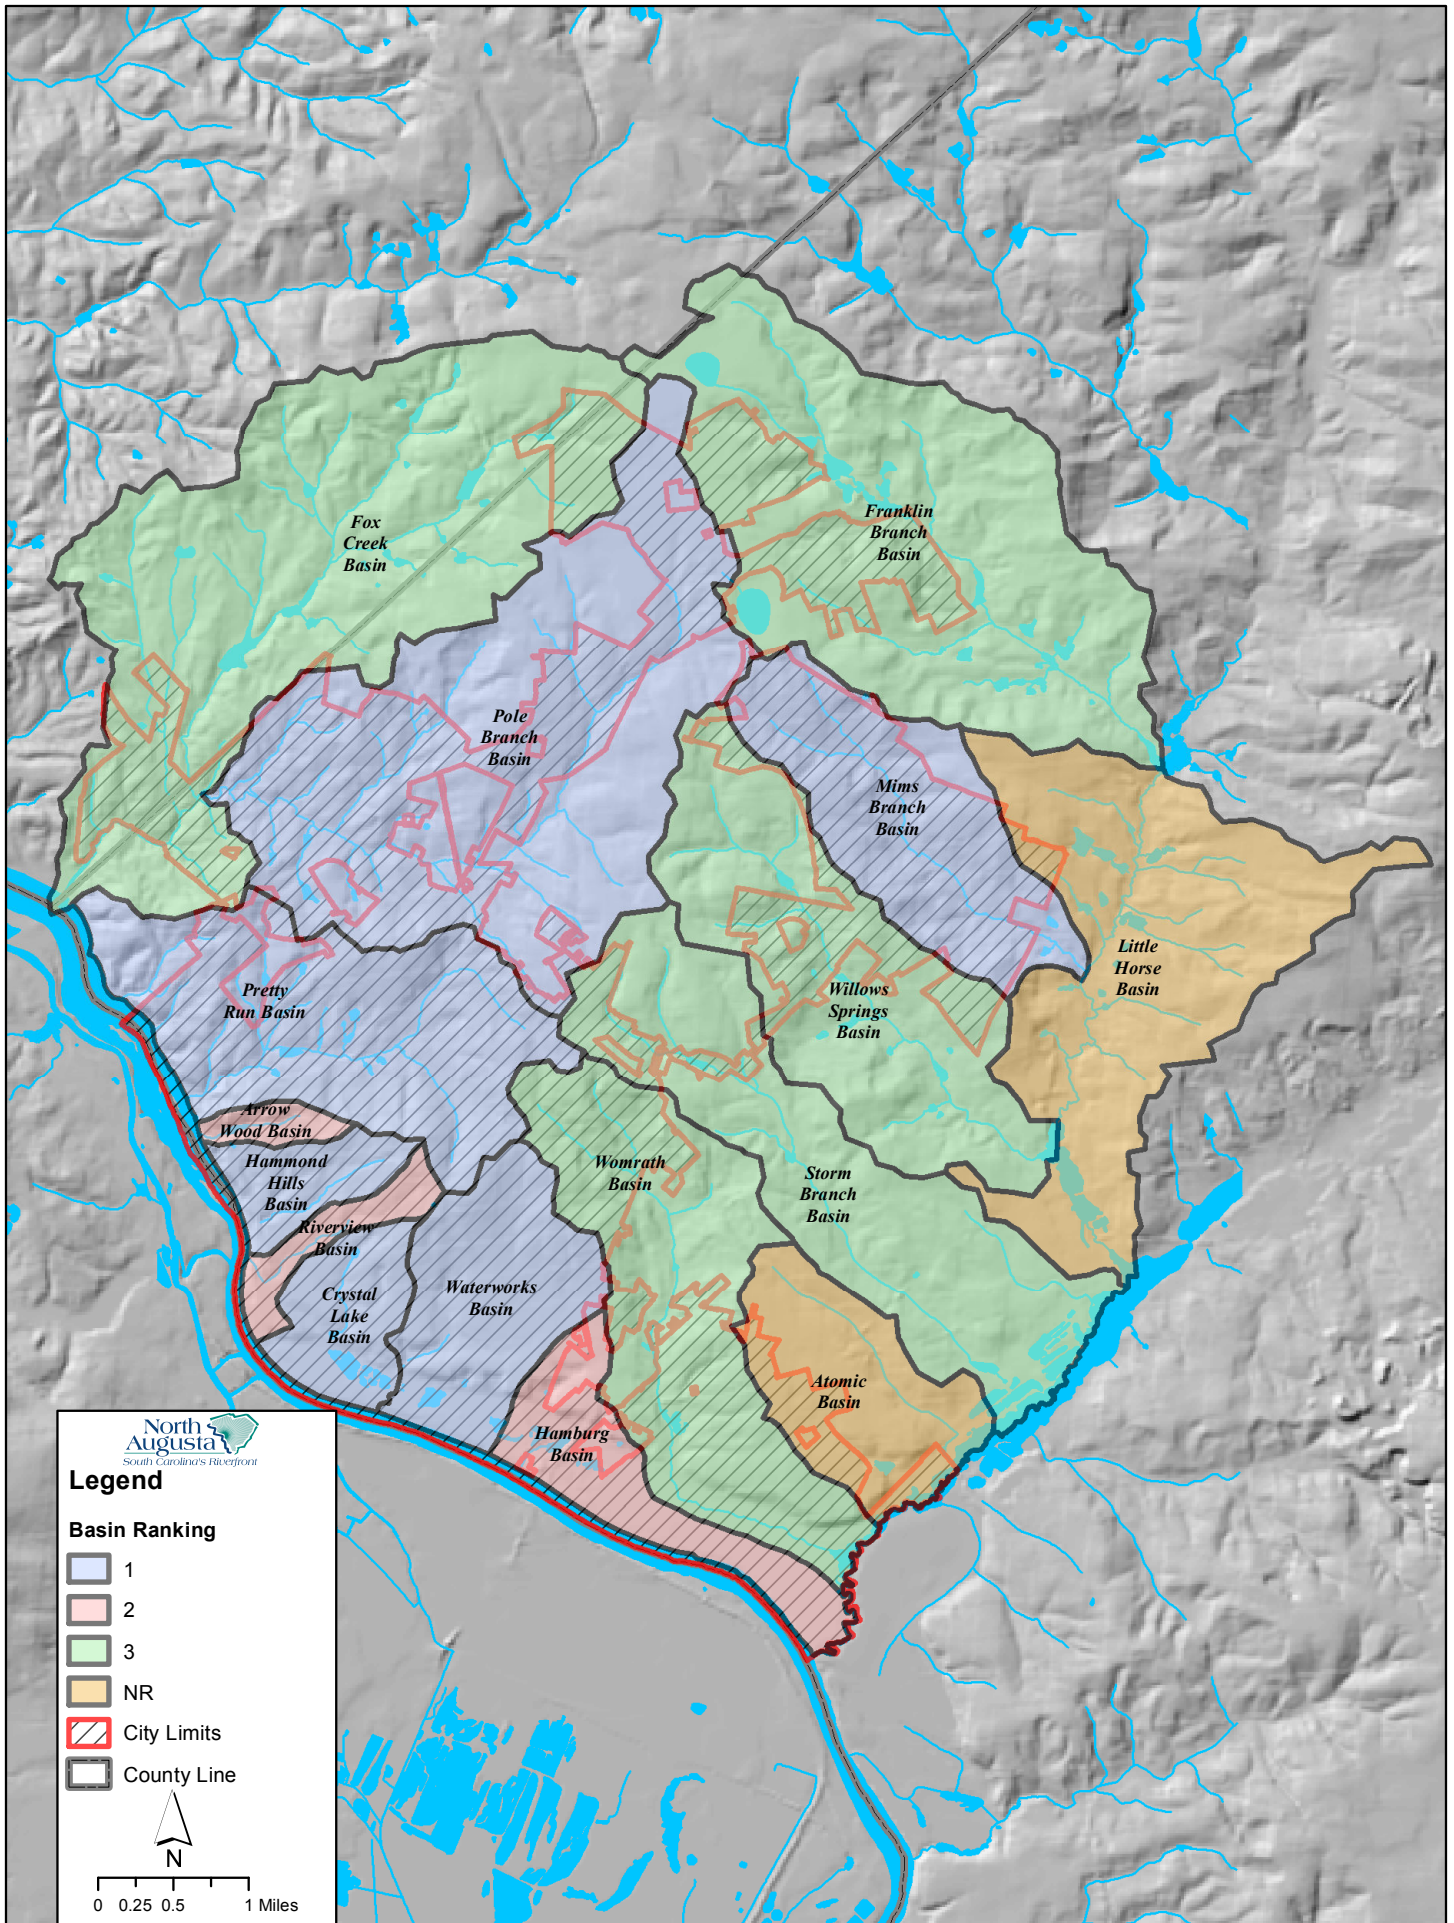 Fox
Creek
Basin
Franklin
Branch
Basin
Pole
Branch
Basin
Mims
Branch
Basin
Little
Horse
Basin
Pretty
Run Basin
Willows
Springs
Basin
Arrow
Wood Basin
Hammond
Hills
Basin
Womrath
Basin
Storm
Branch
Basin
Riverview
Basin
Crystal
Lake
Basin
Waterworks
Basin
Atomic
Basin
Hamburg
Basin
North
Augusta
South Carolina's Riverfront
Legend
Basin Ranking
1
2
3
NR
City Limits
County Line
N
0 0.25 0.5 1 Miles